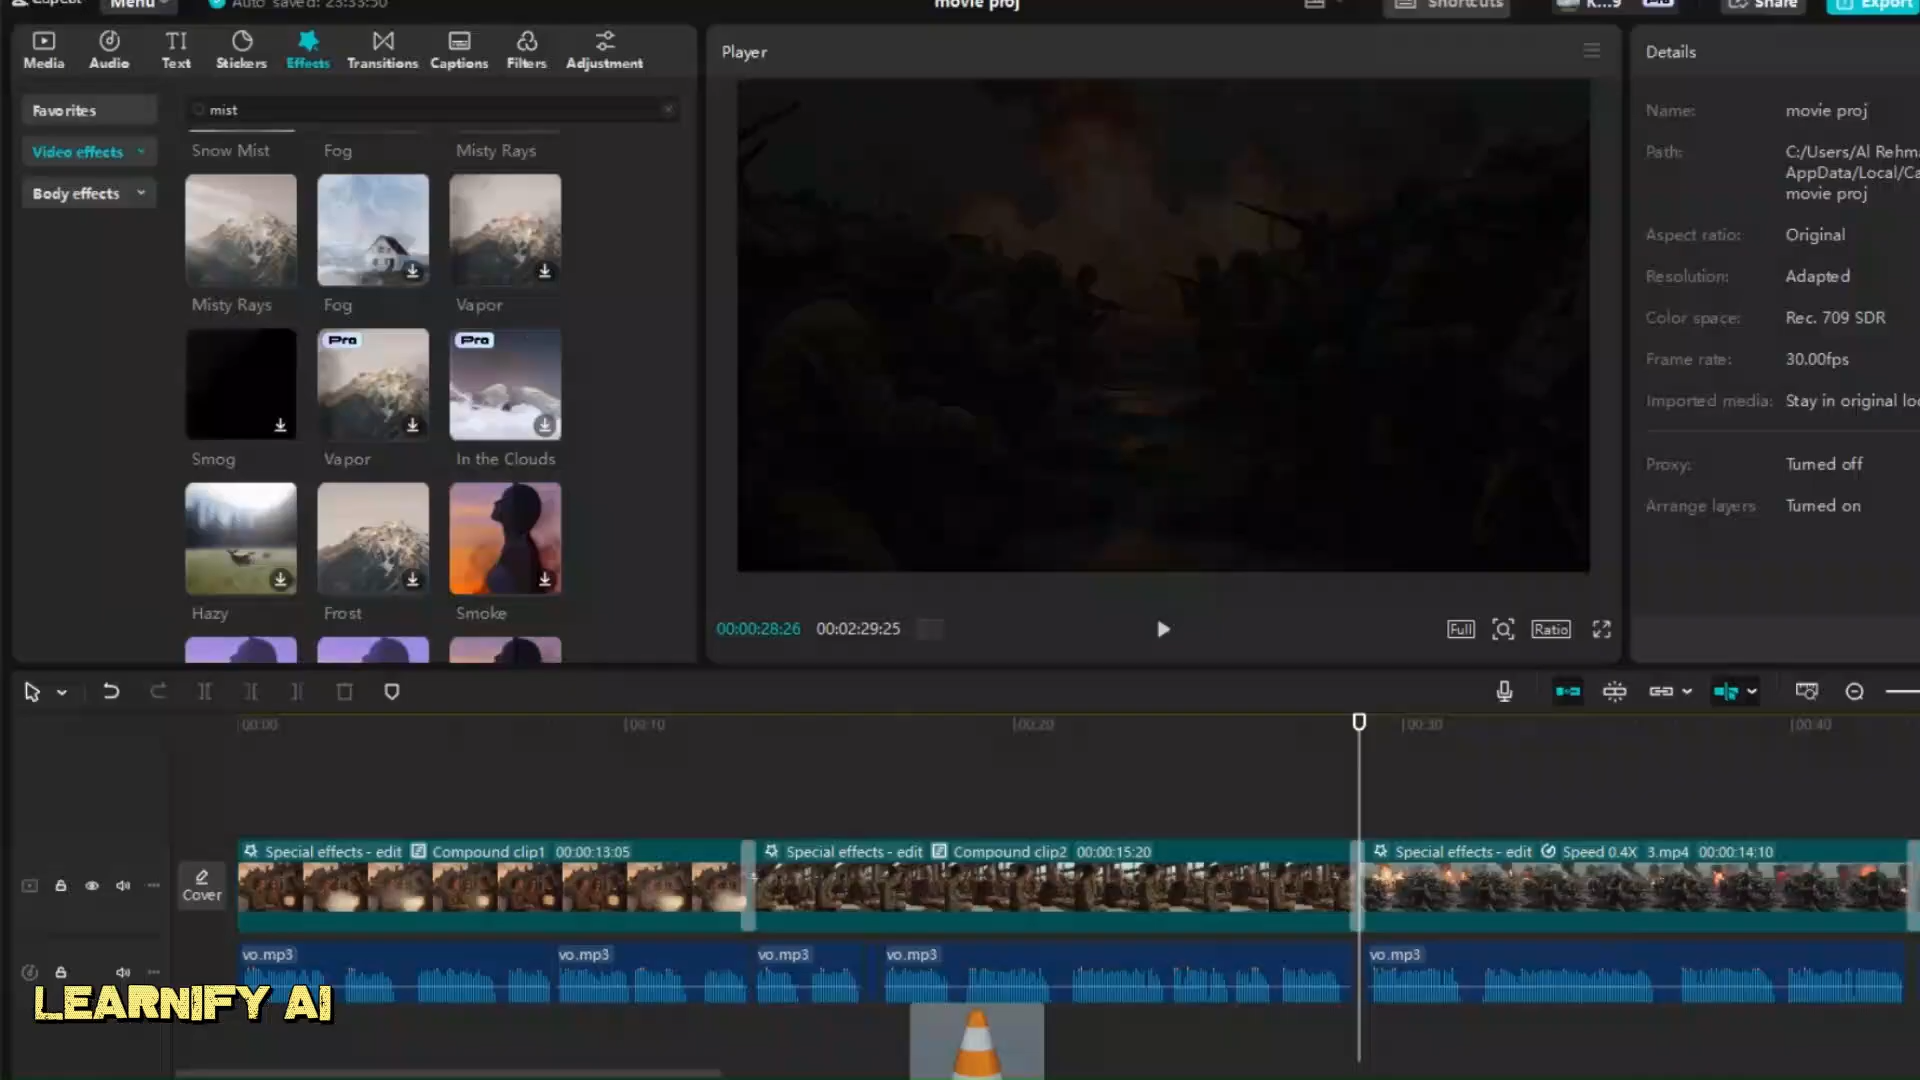 CapCut
Menu
Auto saved: 23:33:50
movie proj
Shortcuts
K...9
Pro
Share
Export
Media
Audio
TI
Text
Stickers
Effects
Transitions
Captions
Filters
Adjustment
Favorites
Video effects
Body effects
mist
Snow Mist
Fog
Misty Rays
Misty Rays
Fog
Vapor
Pro
Pro
Smog
Vapor
In the Clouds
Hazy
Frost
Smoke
Player
00:00:28:26
00:02:29:25
Full
Ratio
Details
Name:
movie proj
Path:
C:/Users/Al Rehma
AppData/Local/Ca
movie proj
Aspect ratio:
Original
Resolution:
Adapted
Color space:
Rec. 709 SDR
Frame rate:
30.00fps
Imported media:
Stay in original loc
Proxy:
Turned off
Arrange layers
Turned on
00:00
00:10
00:20
00:30
00:40
Cover
Special effects - edit Compound clip1 00:00:13:05
Special effects - edit Compound clip2 00:00:15:20
Special effects - edit Speed 0.4X 3.mp4 00:00:14:10
vo.mp3
vo.mp3
vo.mp3
vo.mp3
vo.mp3
LEARNIFY AI